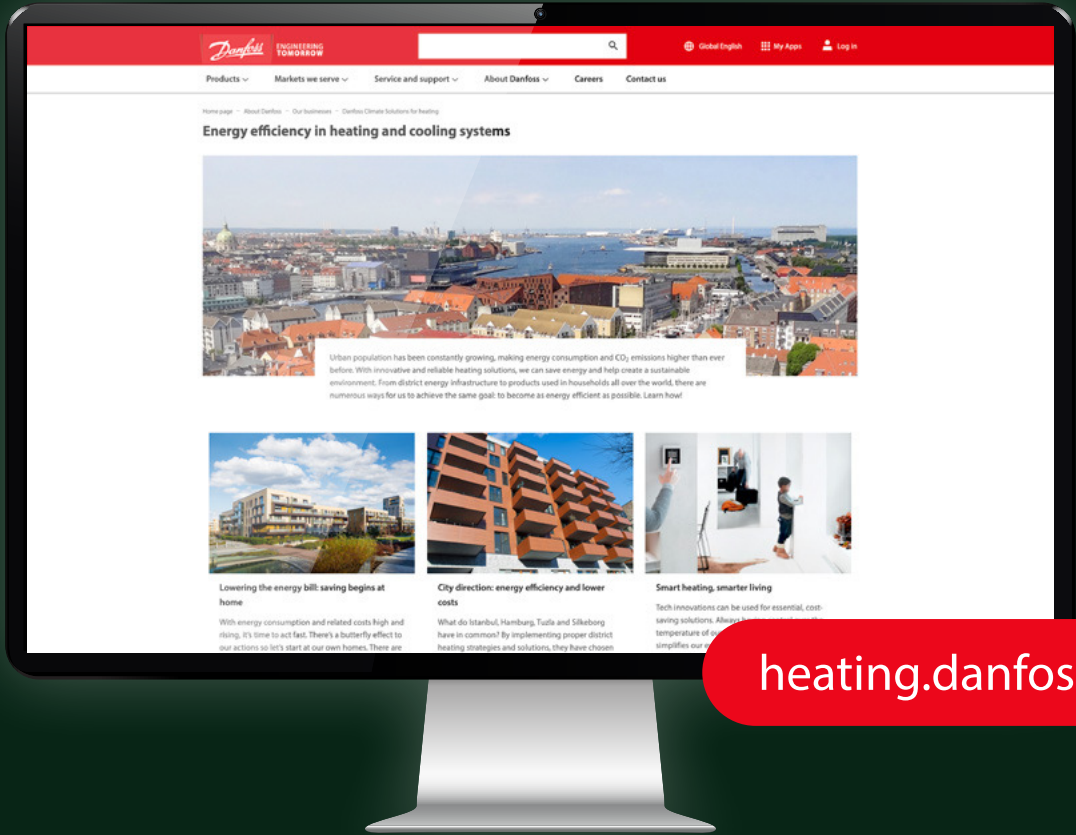 Danfoss
ENGINEERING
TOMORROW
Global English
My Apps
Log in
Products
Markets we serve
Service and support
About Danfoss
Careers
Contact us
Home page
About Danfoss
Our businesses
Danfoss Climate Solutions for heating
Energy efficiency in heating and cooling systems
Urban population has been constantly growing, making energy consumption and CO₂ emissions higher than ever
before. With innovative and reliable heating solutions, we can save energy and help create a sustainable
environment. From district energy infrastructure to products used in households all over the world, there are
numerous ways for us to achieve the same goal: to become as energy efficient as possible. Learn how!
Lowering the energy bill: saving begins at
home
With energy consumption and related costs high and
rising, it's time to act fast. There's a butterfly effect to
our actions so let's start at our own homes. There are
City direction: energy efficiency and lower
costs
What do Istanbul, Hamburg, Tuzla and Silkeborg
have in common? By implementing proper district
heating strategies and solutions, they have chosen
Smart heating, smarter living
Tech innovations can be used for essential, cost-
saving solutions. Always
temperature of
simplifies our
heating.danfos